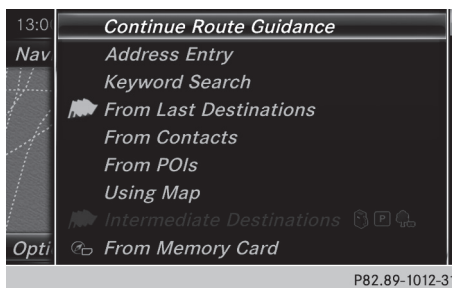 13:0
Continue Route Guidance
Nav
Address Entry
Keyword Search
From Last Destinations
From Contacts
From POIs
Using Map
Intermediate Destinations P
Opti
From Memory Card
P82.89-1012-31